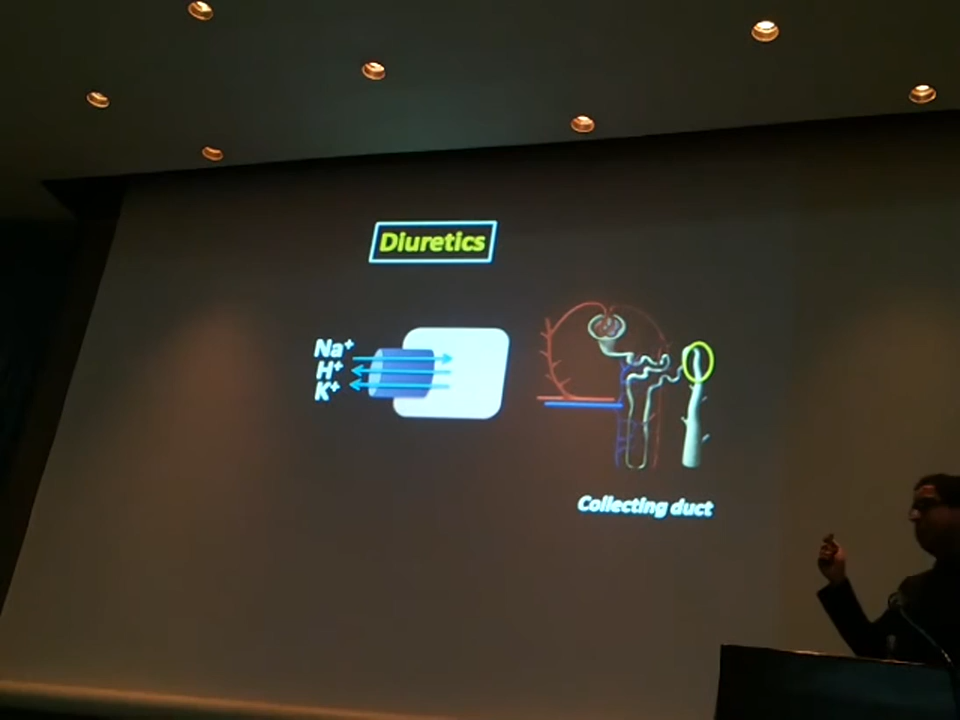 Diuretics
Na⁺
H⁺
K⁺
Collecting duct